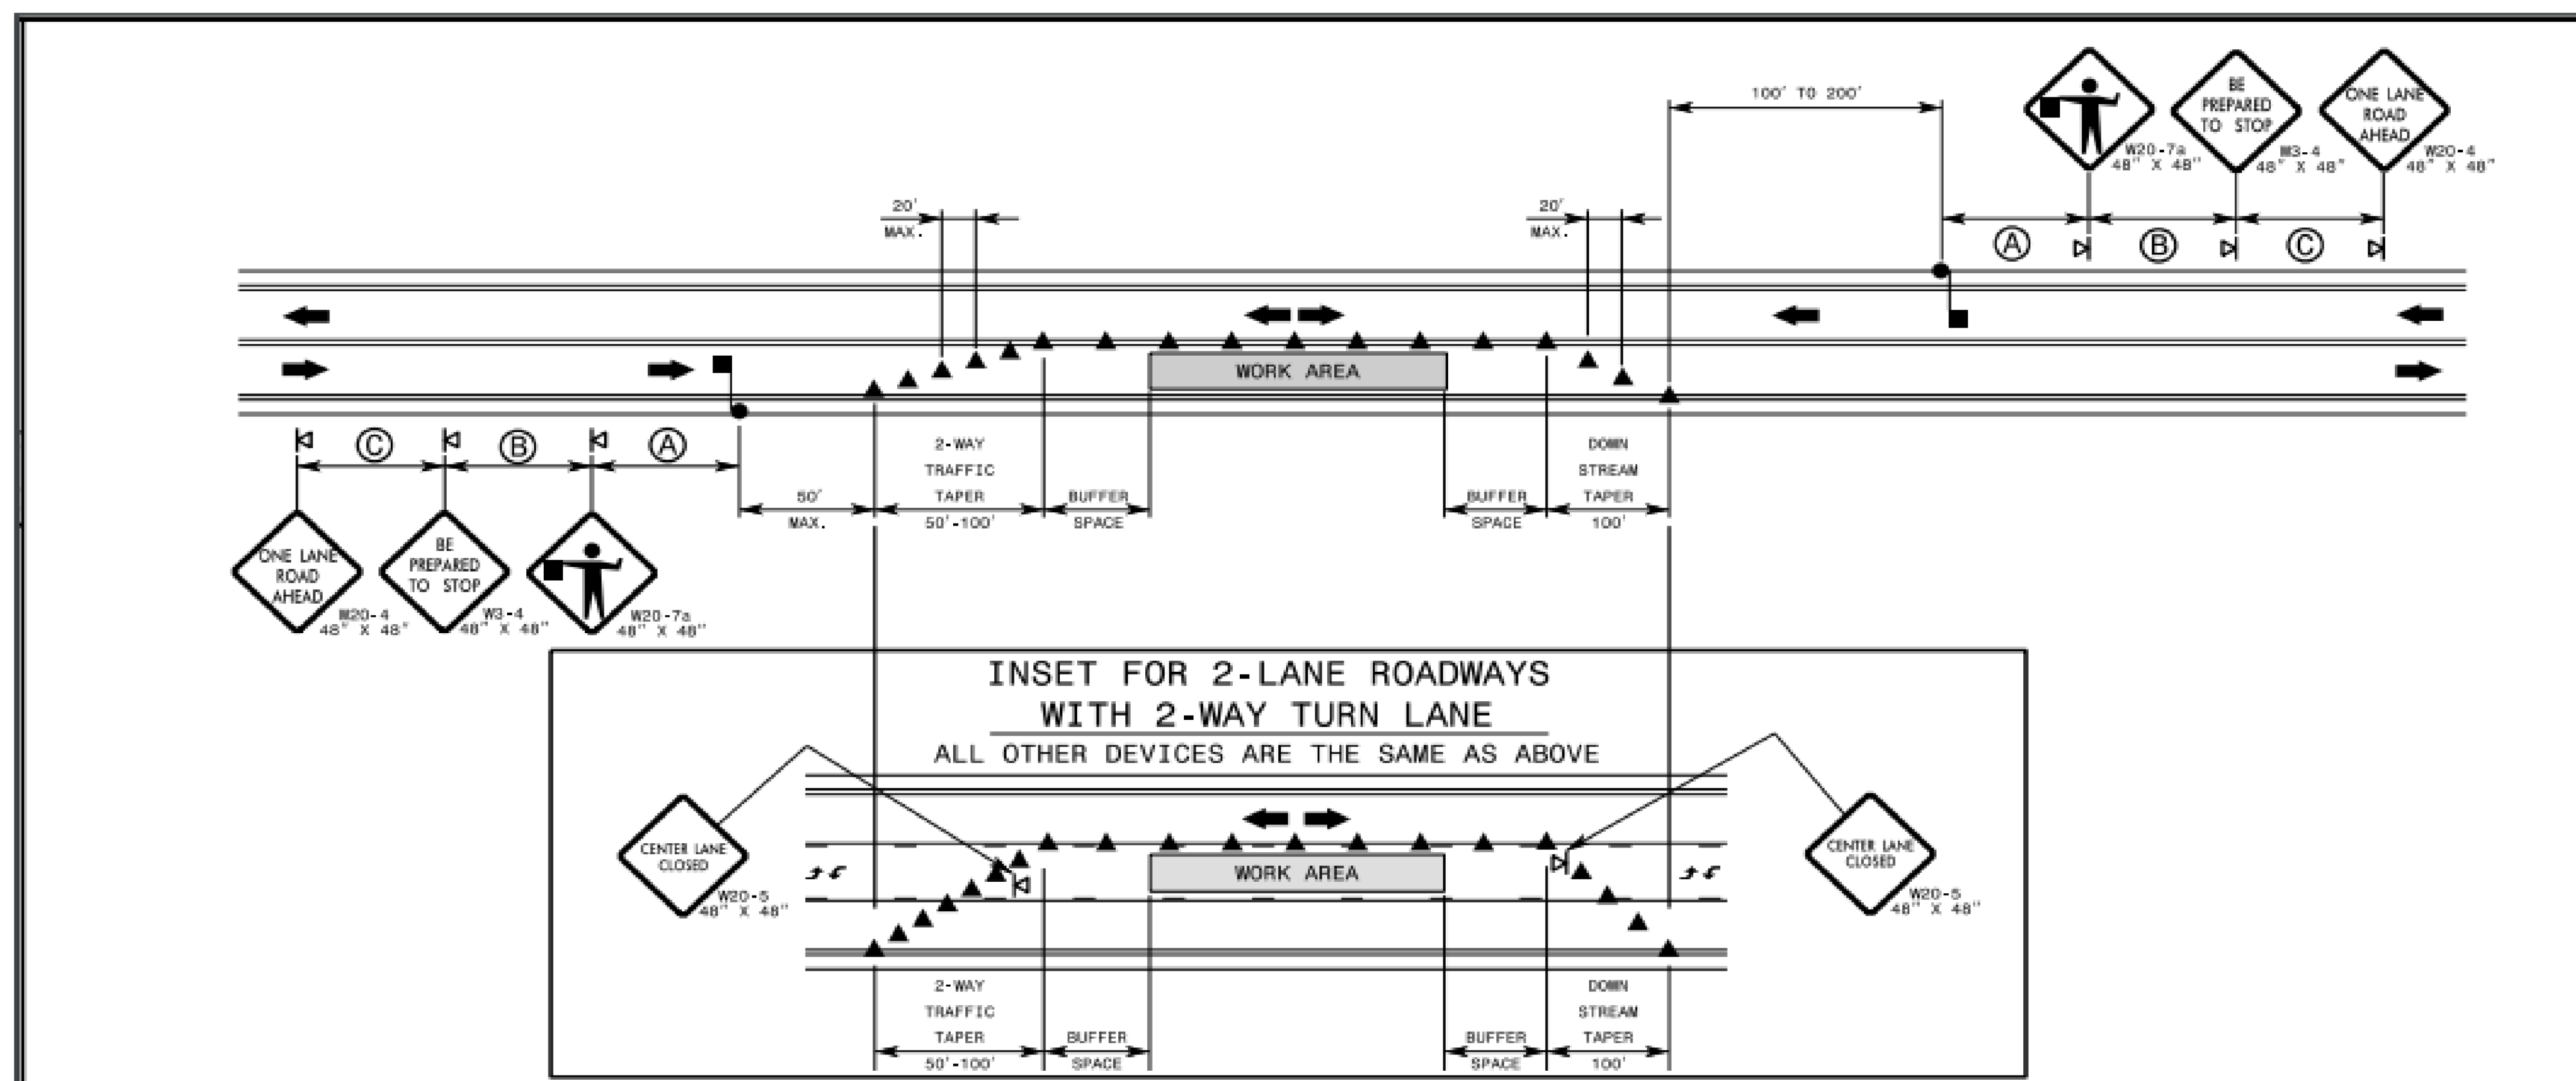 100' TO 200'
BE
PREPARED
TO STOP
ONE LANE
ROAD
AHEAD
W20-7a
48" X 48"
W3-4
48" X 48"
W20-4
48" X 48"
20'
MAX.
20'
MAX.
A
B
C
WORK AREA
C
B
A
50'
MAX.
2-WAY
TRAFFIC
TAPER
50'-100'
BUFFER
SPACE
BUFFER
SPACE
DOWN
STREAM
TAPER
100'
ONE LANE
ROAD
AHEAD
W20-4
48" X 48"
BE
PREPARED
TO STOP
W3-4
48" X 48"
W20-7a
48" X 48"
INSET FOR 2-LANE ROADWAYS
WITH 2-WAY TURN LANE
ALL OTHER DEVICES ARE THE SAME AS ABOVE
CENTER LANE
CLOSED
W20-5
48" X 48"
WORK AREA
CENTER LANE
CLOSED
W20-5
48" X 48"
2-WAY
TRAFFIC
TAPER
50'-100'
BUFFER
SPACE
BUFFER
SPACE
DOWN
STREAM
TAPER
100'